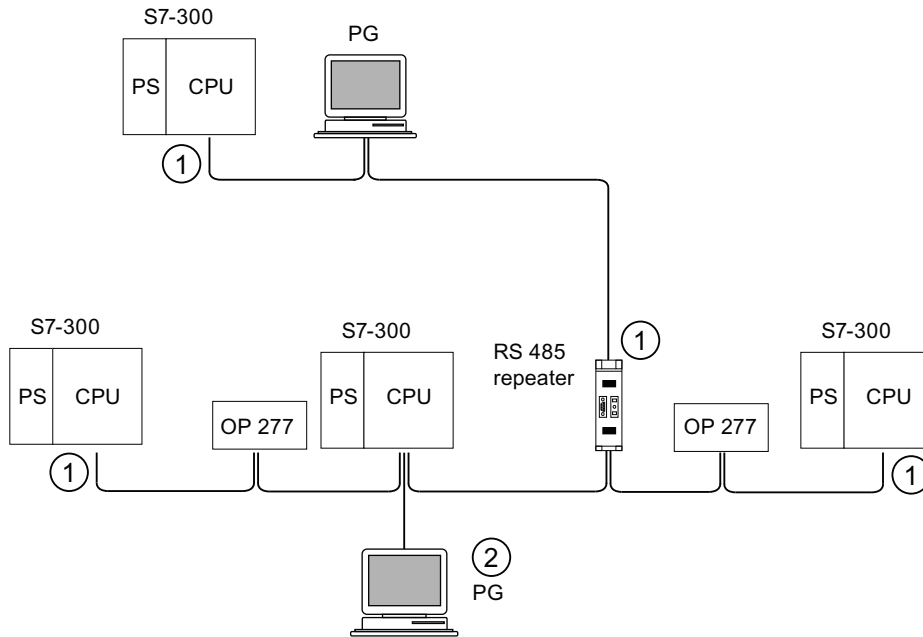 S7-300
PG
PS CPU
1
S7-300
S7-300
RS 485
repeater
1
S7-300
PS CPU
OP 277
PS CPU
OP 277
PS CPU
1
1
2
PG